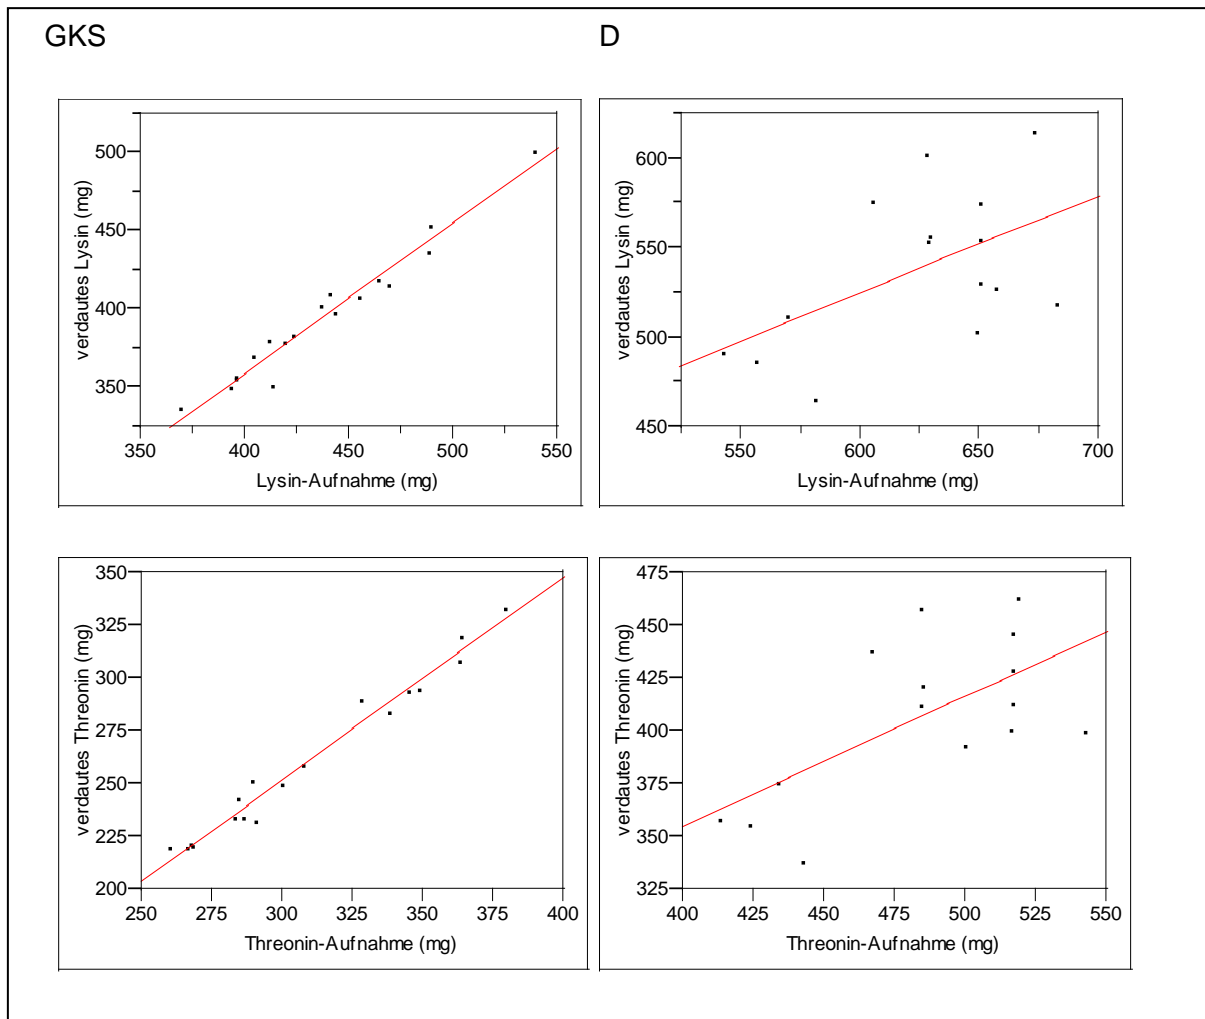 GKS
D
verdautes Lysin (mg)
500
450
400
350
350 400 450 500 550
Lysin-Aufnahme (mg)
verdautes Lysin (mg)
600
550
500
450
550 600 650 700
Lysin-Aufnahme (mg)
verdautes Threonin (mg)
350
325
300
275
250
225
200
250 275 300 325 350 375 400
Threonin-Aufnahme (mg)
verdautes Threonin (mg)
475
450
425
400
375
350
325
400 425 450 475 500 525 550
Threonin-Aufnahme (mg)